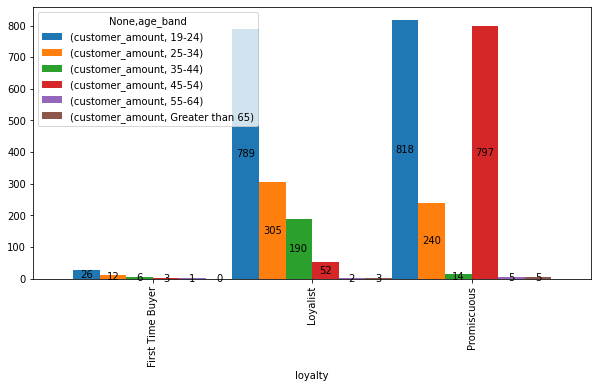 None,age_band
(customer_amount, 19-24)
(customer_amount, 25-34)
(customer_amount, 35-44)
(customer_amount, 45-54)
(customer_amount, 55-64)
(customer_amount, Greater than 65)
800
700
600
500
400
300
200
100
0
26
12
6
3
1
0
789
305
190
52
2
3
818
240
14
797
5
5
First Time Buyer
Loyalist
Promiscuous
loyalty